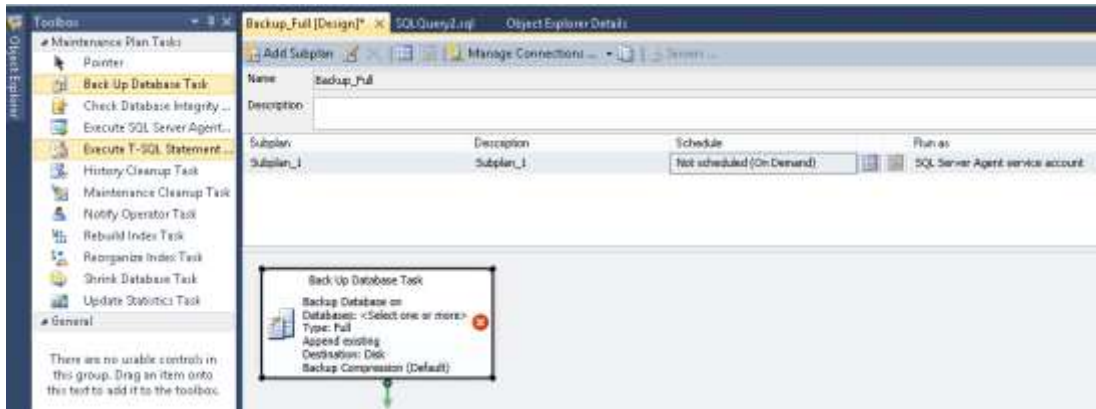 Object Explorer
Toolbox
Maintenance Plan Tasks
Pointer
Back Up Database Task
Check Database Integrity ...
Execute SQL Server Agent...
Execute T-SQL Statement ...
History Cleanup Task
Maintenance Cleanup Task
Notify Operator Task
Rebuild Index Task
Reorganize Index Task
Shrink Database Task
Update Statistics Task
General
There are no usable controls in
this group. Drag an item onto
this text to add it to the toolbox.
Backup_Full [Design]* SQLQuery2.sql Object Explorer Details
Add Subplan Manage Connections ... Servers ...
Name Backup_Full
Description
Subplan Description Schedule Run as
Subplan_1 Subplan_1 Not scheduled (On Demand) SQL Server Agent service account
Back Up Database Task
Backup Database on
Databases: <Select one or more>
Type: Full
Append existing
Destination: Disk
Backup Compression (Default)